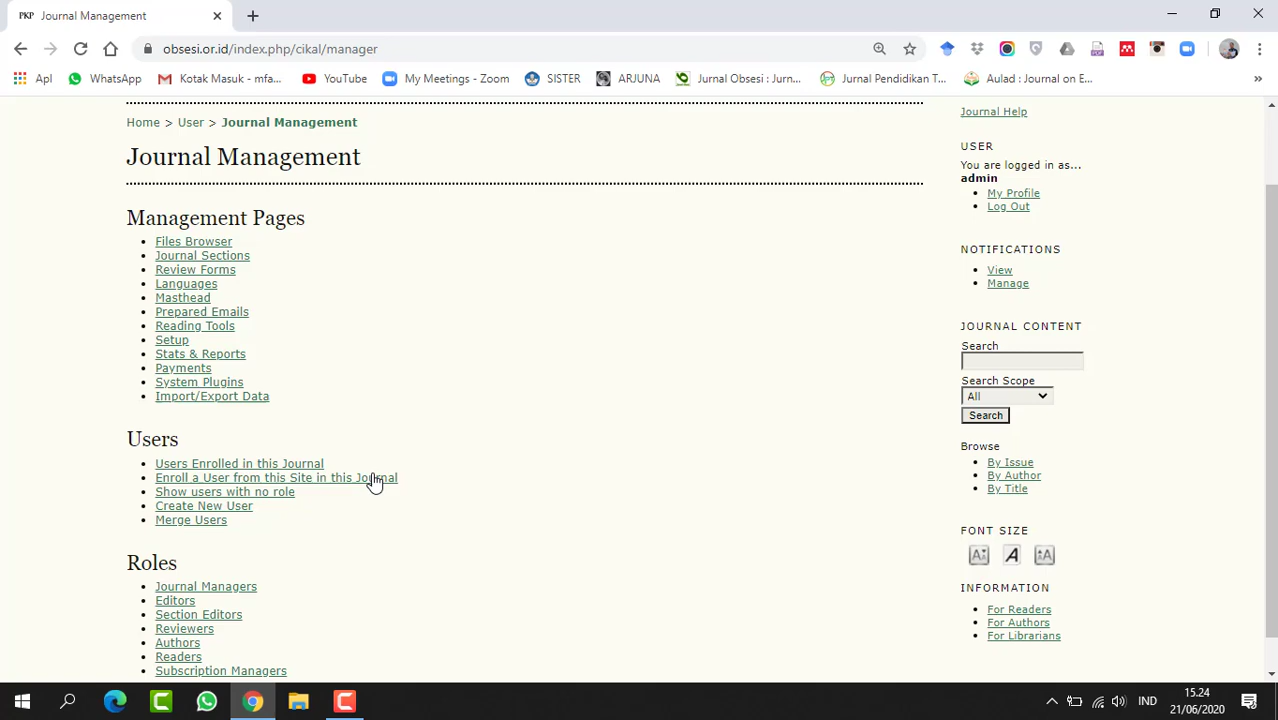 PKP Journal Management
obsesi.or.id/index.php/cikal/manager
Apl WhatsApp Kotak Masuk - mfa... YouTube My Meetings - Zoom SISTER ARJUNA Jurnal Obsesi : Jurn... Jurnal Pendidikan T... Aulad : Journal on E... »
Home > User > Journal Management
Journal Management
Management Pages
Files Browser
Journal Sections
Review Forms
Languages
Masthead
Prepared Emails
Reading Tools
Setup
Stats & Reports
Payments
System Plugins
Import/Export Data
Users
Users Enrolled in this Journal
Enroll a User from this Site in this Journal
Show users with no role
Create New User
Merge Users
Roles
Journal Managers
Editors
Section Editors
Reviewers
Authors
Readers
Subscription Managers
Journal Help
USER
You are logged in as...
admin
My Profile
Log Out
NOTIFICATIONS
View
Manage
JOURNAL CONTENT
Search
Search Scope
All
Search
Browse
By Issue
By Author
By Title
FONT SIZE
A A A
INFORMATION
For Readers
For Authors
For Librarians
IND
15.24
21/06/2020